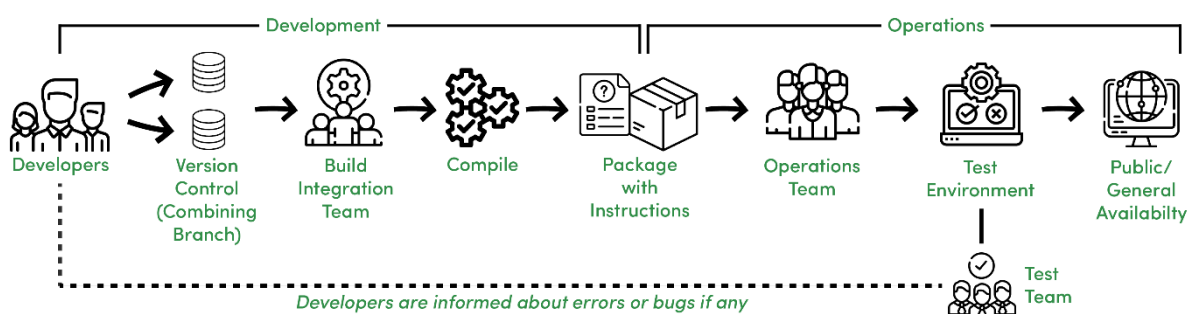 Development
Operations
Developers
Version
Control
(Combining
Branch)
Build
Integration
Team
Compile
?
Package
with
Instructions
Operations
Team
Test
Environment
Public/
General
Availabilty
Test
Team
Developers are informed about errors or bugs if any